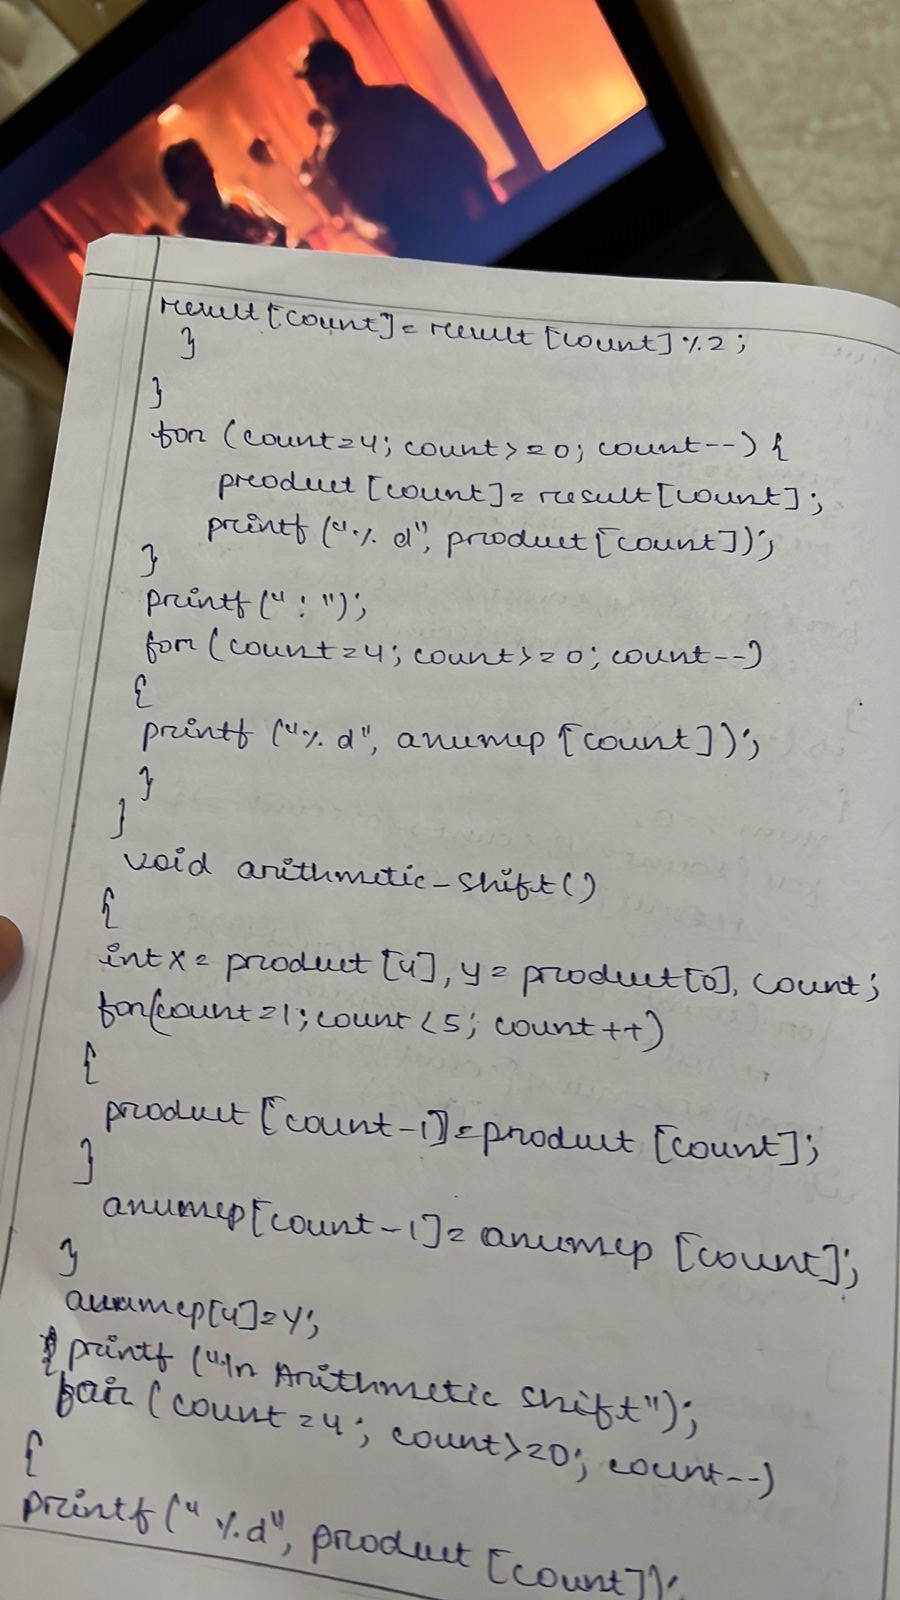 result[count]= result[count]%2;
}
}
for (count=4; count>=0; count--) {
product[count]= result[count];
printf("%d", product[count]);
}
printf(":");
for (count=4; count>=0; count--)
{
printf ("%d", anumcp [count]);
}
}
void arithmetic-shift()
{
int x= product [4], y= product[0], count;
for(count=1; count<5; count++)
{
product [count-1]=product [count];
}
anumcp[count-1]= anumcp [count];
}
anumcp[4]=y;
printf ("\n Arithmetic shift");
for (count=4; count>=0; count--)
{
printf("%d", product [count]);